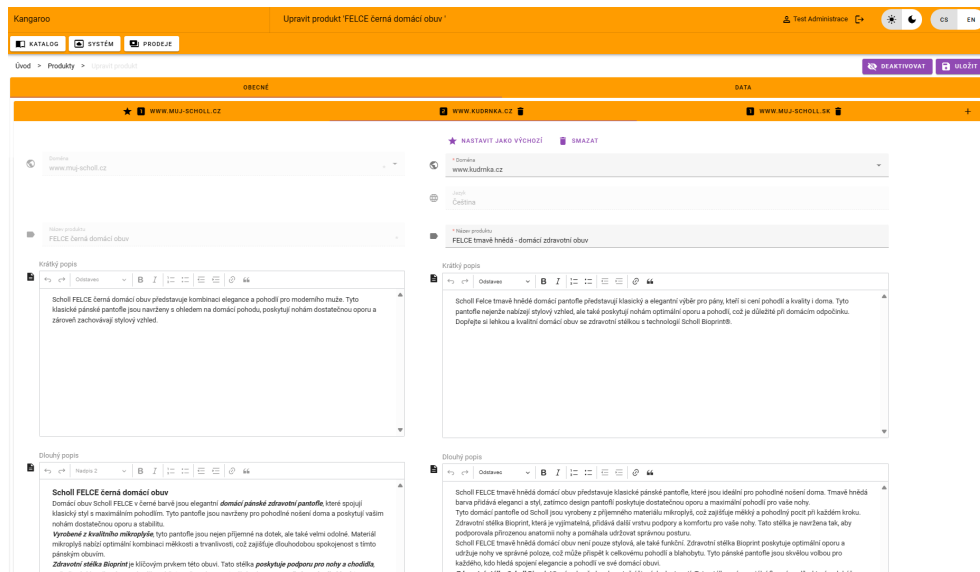 Kangaroo
Upravit produkt 'FELCE černá domácí obuv '
Test Administrace
CS
EN
KATALOG
SYSTÉM
PRODEJE
Úvod > Produkty > Upravit produkt
DEAKTIVOVAT
ULOŽIT
OBECNÉ
DATA
1 WWW.MUJ-SCHOLL.CZ
2 WWW.KUDRNKA.CZ
1 WWW.MUJ-SCHOLL.SK
+
NASTAVIT JAKO VÝCHOZÍ
SMAZAT
Doména
www.muj-scholl.cz
Název produktu
FELCE černá domácí obuv
Krátký popis
Odstavec
B I
Scholl FELCE černá domácí obuv představuje kombinaci elegance a pohodlí pro moderního muže. Tyto
klasické pánské pantofle jsou navrženy s ohledem na domácí pohodu, poskytují nohám dostatečnou oporu a
zároveň zachovávají stylový vzhled.
Dlouhý popis
Nadpis 2
B I
Scholl FELCE černá domácí obuv
Domácí obuv Scholl FELCE v černé barvě jsou elegantní domácí pánské zdravotní pantofle, které spojují
klasický styl s maximálním pohodlím. Tyto pantofle jsou navrženy pro pohodlné nošení doma a poskytují vašim
nohám dostatečnou oporu a stabilitu.
Vyrobené z kvalitního mikroplyše, tyto pantofle jsou nejen příjemné na dotek, ale také velmi odolné. Materiál
mikroplyš nabízí optimální kombinaci měkkosti a trvanlivosti, což zajišťuje dlouhodobou spokojenost s tímto
pánským obuvím.
Zdravotní stélka Bioprint je klíčovým prvkem této obuvi. Tato stélka poskytuje podporu pro nohy a chodidla,
* Doména
www.kudrnka.cz
Jazyk
Čeština
* Název produktu
FELCE tmavě hnědá - domácí zdravotní obuv
Krátký popis
Odstavec
B I
Scholl Felce tmavě hnědé domácí pantofle představují klasický a elegantní výběr pro pány, kteří si cení pohodlí a kvality i doma. Tyto
pantofle nejenže nabízejí stylový vzhled, ale také poskytují nohám optimální oporu a pohodlí, což je důležité při domácím odpočinku.
Dopřejte si lehkou a kvalitní domácí obuv se zdravotní stélkou s technologií Scholl Bioprint®.
Dlouhý popis
Odstavec
B I
Scholl FELCE tmavě hnědá domácí obuv představuje klasické pánské pantofle, které jsou ideální pro pohodlné nošení doma. Tmavě hnědá
barva přidává eleganci a styl, zatímco design pantoflí poskytuje dostatečnou oporu a maximální pohodlí pro vaše nohy.
Tyto domácí pantofle od Scholl jsou vyrobeny z příjemného materiálu mikroplyš, což zajišťuje měkký a pohodlný pocit při každém kroku.
Zdravotní stélka Bioprint, která je vyjímatelná, přidává další vrstvu podpory a komfortu pro vaše nohy. Tato stélka je navržena tak, aby
podporovala přirozenou anatomii nohy a pomáhala udržovat správnou posturu.
Scholl FELCE tmavě hnědá domácí obuv není pouze stylová, ale také funkční. Zdravotní stélka Bioprint poskytuje optimální oporu a
udržuje nohy ve správné poloze, což může přispět k celkovému pohodlí a blahobytu. Tyto pánské pantofle jsou skvělou volbou pro
každého, kdo hledá spojení elegance a pohodlí ve své domácí obuvi.